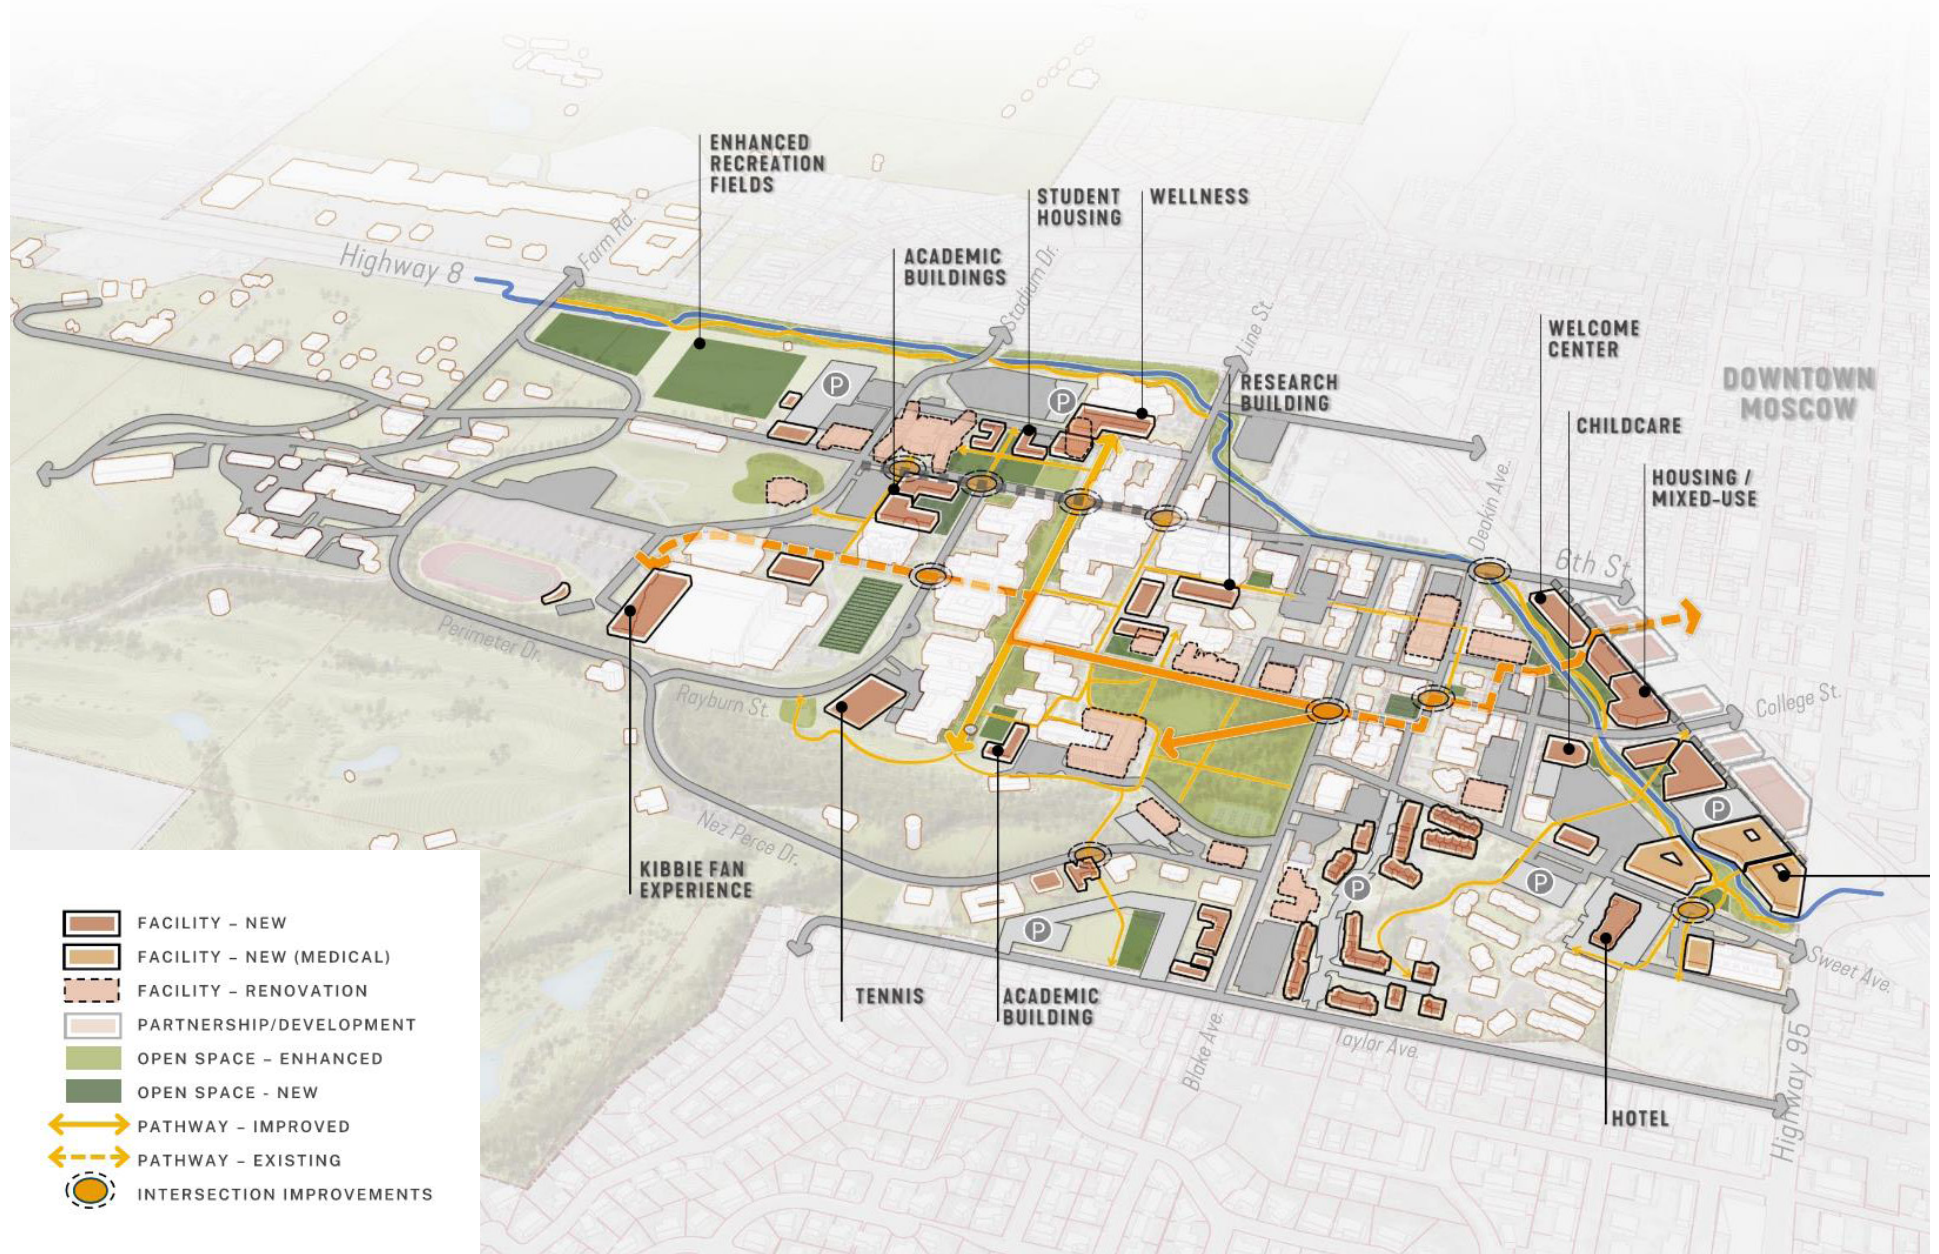 ENHANCED
RECREATION
FIELDS
STUDENT
HOUSING
WELLNESS
ACADEMIC
BUILDINGS
Farm Rd.
Highway 8
Stadium Dr.
Line St.
WELCOME
CENTER
DOWNTOWN
MOSCOW
RESEARCH
BUILDING
P
P
CHILDCARE
HOUSING /
MIXED-USE
Deakin Ave.
6th St.
Perimeter Dr.
Rayburn St.
College St.
Nez Perce Dr.
P
KIBBIE FAN
EXPERIENCE
P
P
P
TENNIS
ACADEMIC
BUILDING
Sweet Ave.
Blake Ave.
Taylor Ave.
Highway 95
HOTEL
FACILITY – NEW
FACILITY – NEW (MEDICAL)
FACILITY – RENOVATION
PARTNERSHIP/DEVELOPMENT
OPEN SPACE – ENHANCED
OPEN SPACE - NEW
PATHWAY – IMPROVED
PATHWAY – EXISTING
INTERSECTION IMPROVEMENTS